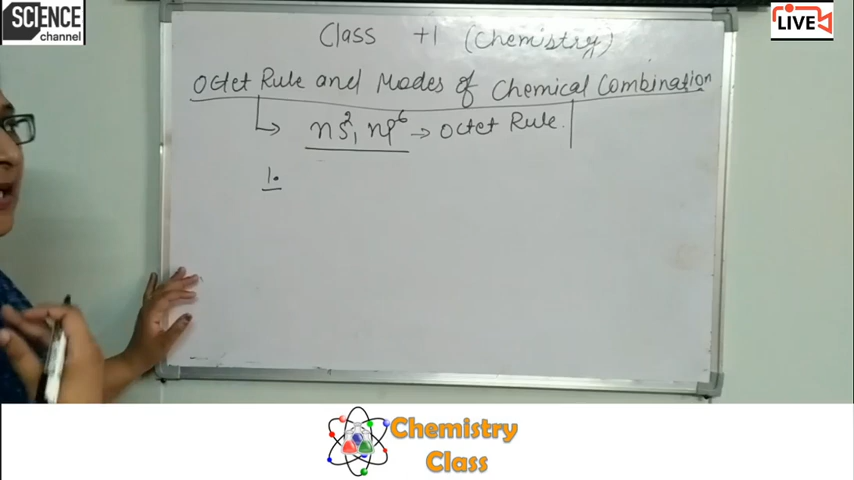 SCIENCE
channel
LIVE
Class +1 (Chemistry)
Octet Rule and Modes of Chemical Combination
ns², np⁶ → Octet Rule.
1.
Chemistry
Class